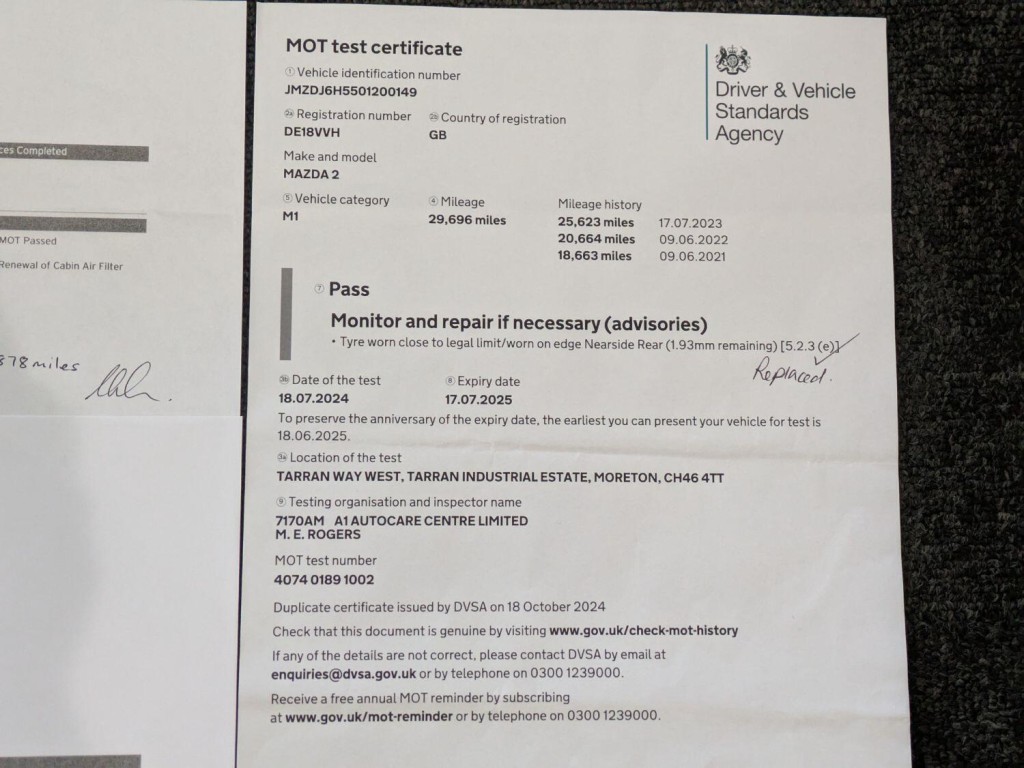 ces Completed
MOT Passed
Renewal of Cabin Air Filter
878 miles
MOT test certificate
① Vehicle identification number
JMZDJ6H5501200149
2a Registration number 2b Country of registration
DE18VVH GB
Make and model
MAZDA 2
⑤ Vehicle category ④ Mileage Mileage history
M1 29,696 miles 25,623 miles 17.07.2023
20,664 miles 09.06.2022
18,663 miles 09.06.2021
⑦ Pass
Monitor and repair if necessary (advisories)
• Tyre worn close to legal limit/worn on edge Nearside Rear (1.93mm remaining) [5.2.3 (e)]
Replaced.
3b Date of the test ⑧ Expiry date
18.07.2024 17.07.2025
To preserve the anniversary of the expiry date, the earliest you can present your vehicle for test is
18.06.2025.
3a Location of the test
TARRAN WAY WEST, TARRAN INDUSTRIAL ESTATE, MORETON, CH46 4TT
⑨ Testing organisation and inspector name
7170AM A1 AUTOCARE CENTRE LIMITED
M. E. ROGERS
MOT test number
4074 0189 1002
Duplicate certificate issued by DVSA on 18 October 2024
Check that this document is genuine by visiting www.gov.uk/check-mot-history
If any of the details are not correct, please contact DVSA by email at
enquiries@dvsa.gov.uk or by telephone on 0300 1239000.
Receive a free annual MOT reminder by subscribing
at www.gov.uk/mot-reminder or by telephone on 0300 1239000.
Driver & Vehicle
Standards
Agency